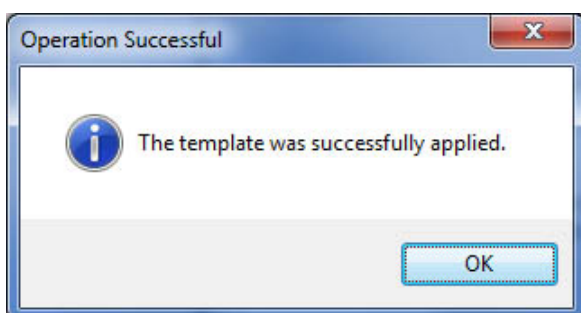 Operation Successful
The template was successfully applied.
OK